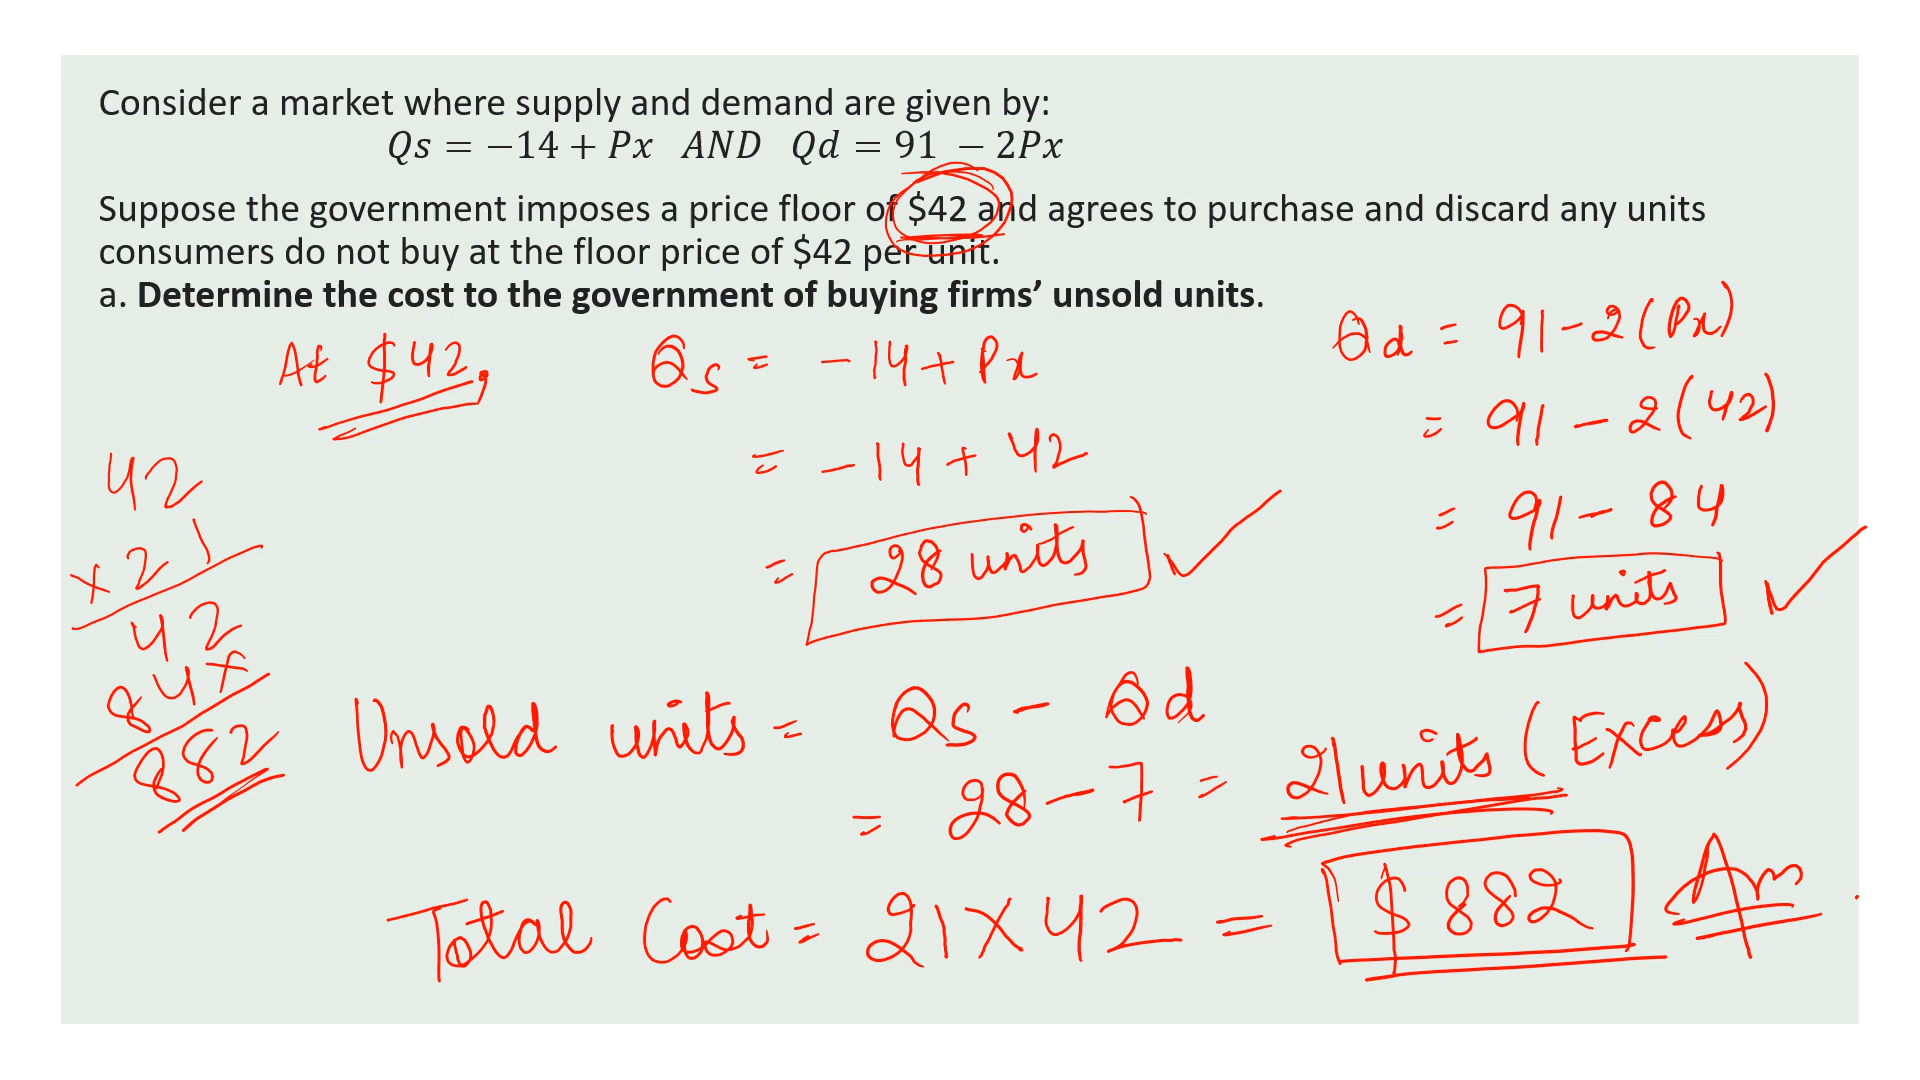 Consider a market where supply and demand are given by:
Qs = −14 + Px AND Qd = 91 − 2Px
Suppose the government imposes a price floor of $42 and agrees to purchase and discard any units
consumers do not buy at the floor price of $42 per unit.
a. Determine the cost to the government of buying firms’ unsold units.
At $42,
Qs = -14 + Px
= -14 + 42
= 28 units
Qd = 91 - 2(Px)
= 91 - 2(42)
= 91 - 84
= 7 units
42
x 21
42
84x
882
Unsold units = Qs - Qd
= 28 - 7 = 21 units (Excess)
Total Cost = 21 X 42 = $ 882 Ans